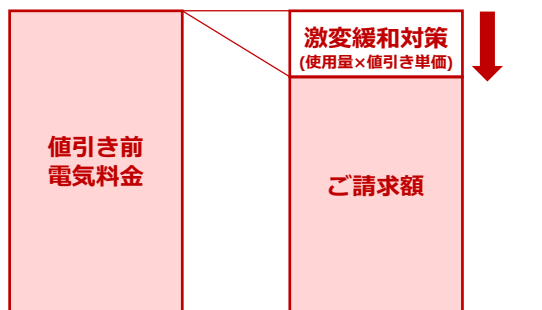 激変緩和対策
(使用量×値引き単価)
値引き前
電気料金
ご請求額